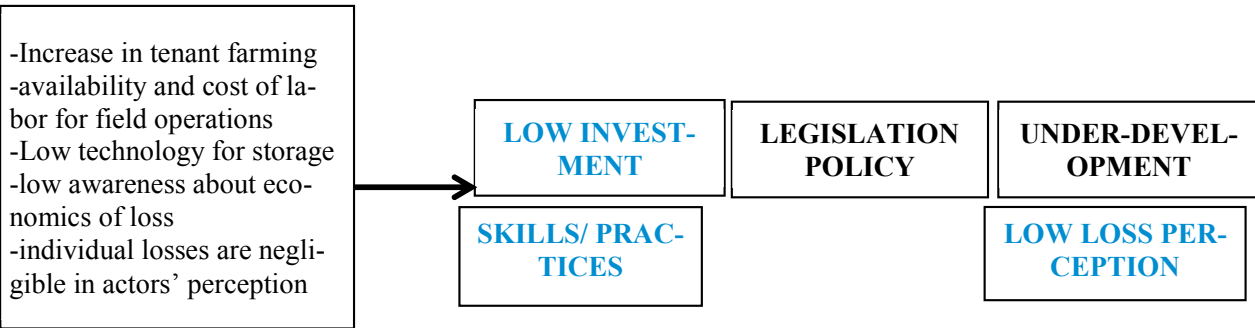 -Increase in tenant farming
-availability and cost of la-
bor for field operations
-Low technology for storage
-low awareness about eco-
nomics of loss
-individual losses are negli-
gible in actors’ perception
LOW INVEST-
MENT
LEGISLATION
POLICY
UNDER-DEVEL-
OPMENT
SKILLS/ PRAC-
TICES
LOW LOSS PER-
CEPTION